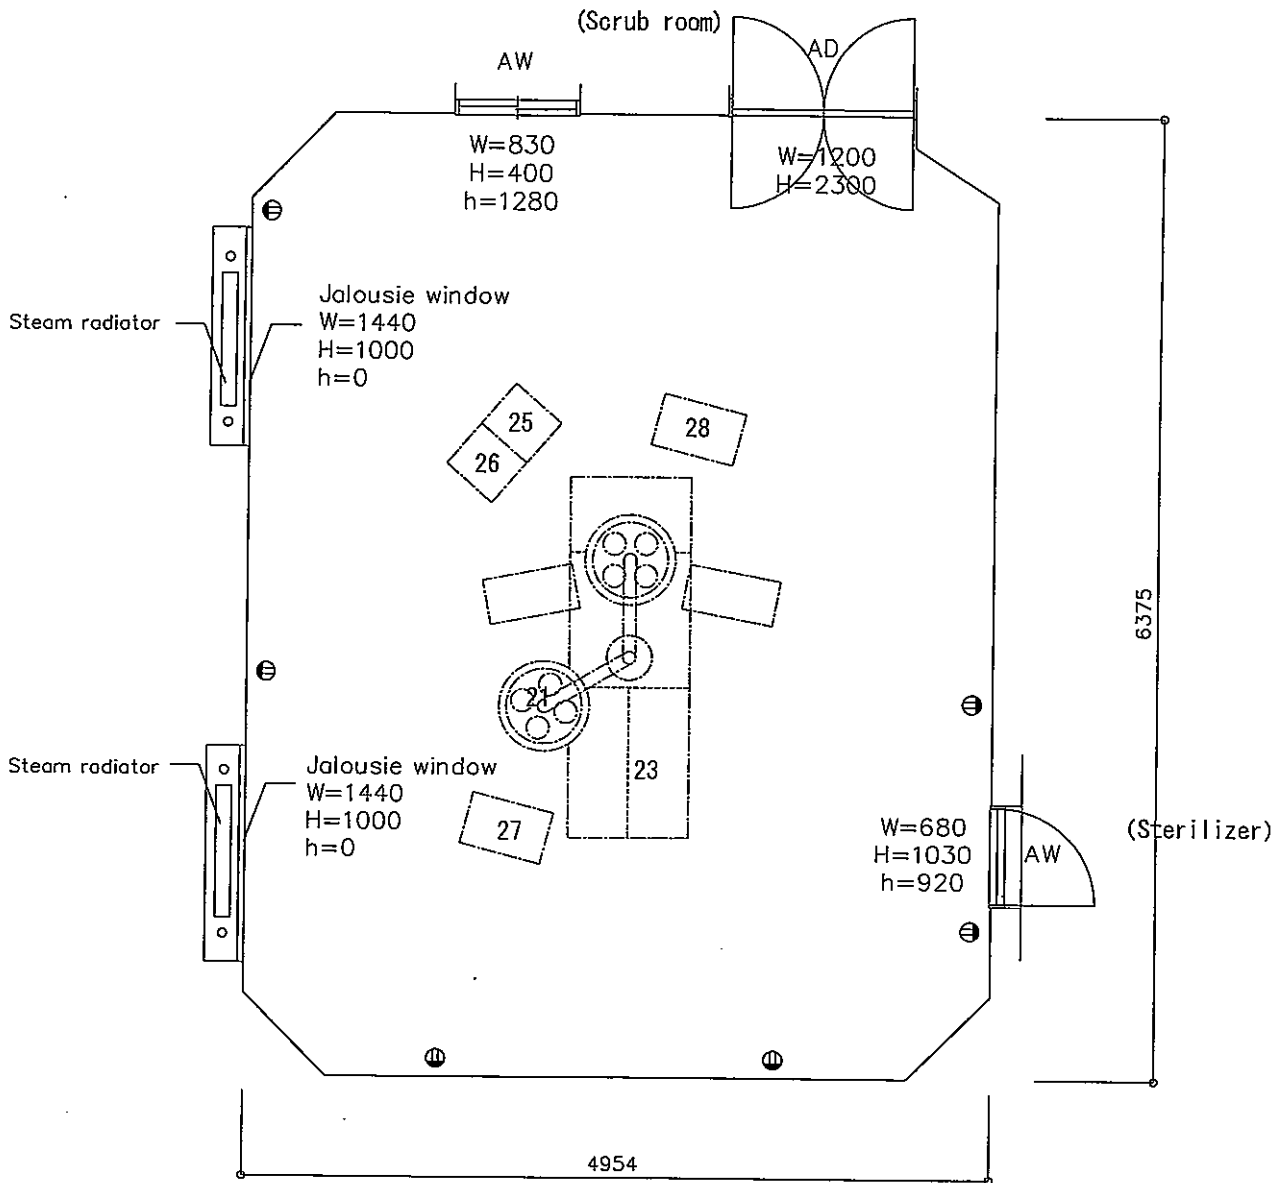 (Scrub room)
AD
AW
W=830
H=400
h=1280
W=1200
H=2300
Jalousie window
W=1440
H=1000
h=0
Steam radiator
25
26
28
6375
21
23
Steam radiator
Jalousie window
W=1440
H=1000
h=0
27
W=680
H=1030
h=920
AW
(Sterilizer)
4954